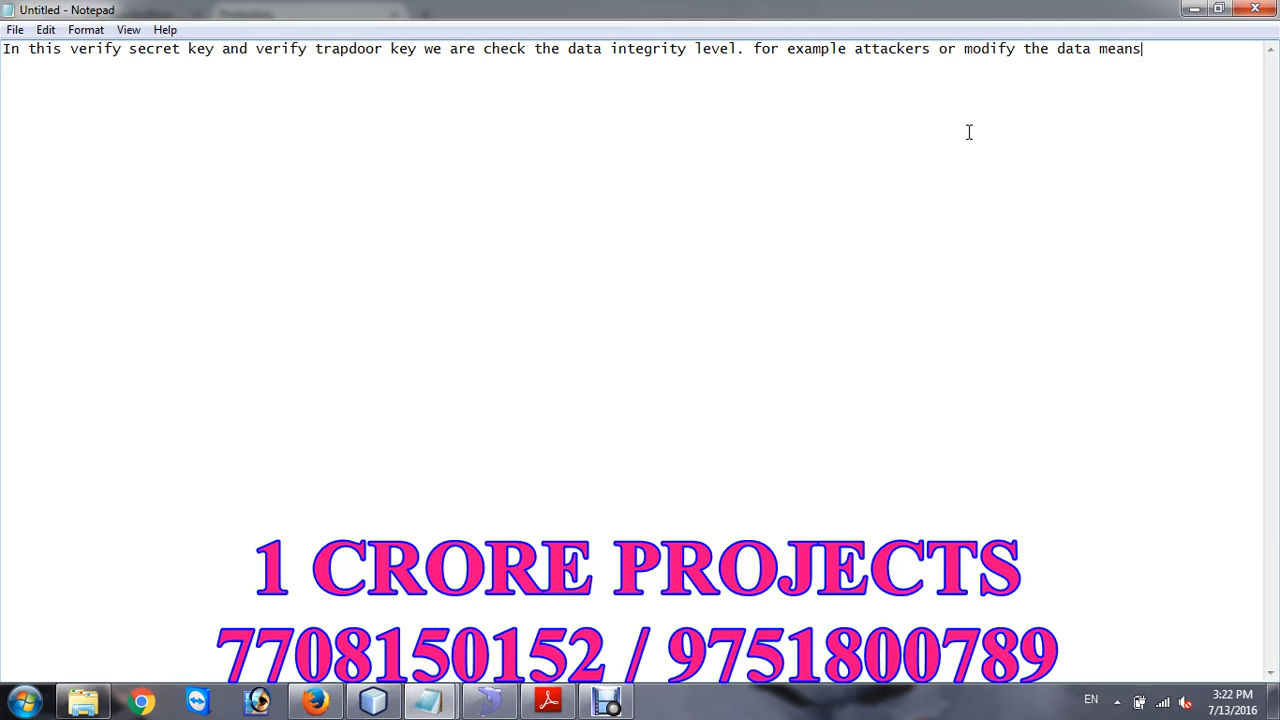 Untitled - Notepad
File Edit Format View Help
In this verify secret key and verify trapdoor key we are check the data integrity level. for example attackers or modify the data means
1 CRORE PROJECTS
7708150152 / 9751800789
EN
3:22 PM
7/13/2016